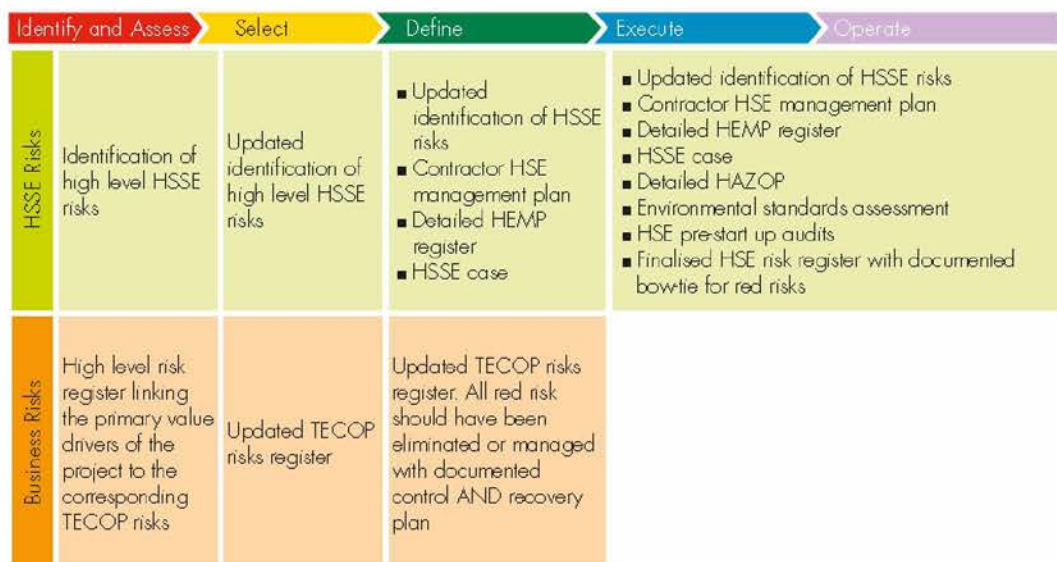 Identify and Assess
Select
Define
Execute
Operate
HSSE Risks
Identification of
high level HSSE
risks
Updated
identification of
high level HSSE
risks
■ Updated
identification of HSSE
risks
■ Contractor HSE
management plan
■ Detailed HEMP
register
■ HSSE case
■ Updated identification of HSSE risks
■ Contractor HSE management plan
■ Detailed HEMP register
■ HSSE case
■ Detailed HAZOP
■ Environmental standards assessment
■ HSE pre-start up audits
■ Finalised HSE risk register with documented
bow-tie for red risks
Business Risks
High level risk
register linking
the primary value
drivers of the
project to the
corresponding
TECOP risks
Updated TECOP
risks register
Updated TECOP risks
register. All red risk
should have been
eliminated or managed
with documented
control AND recovery
plan